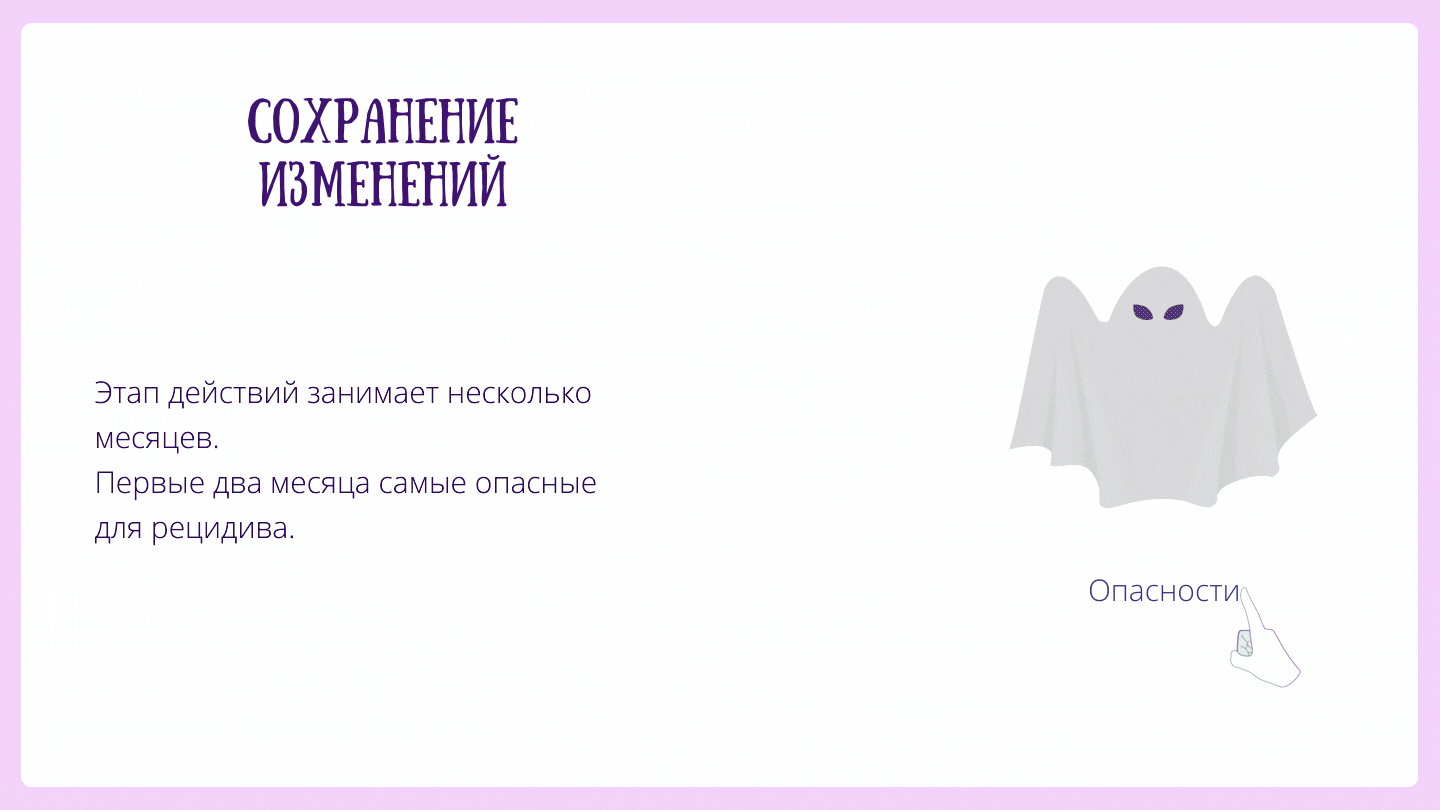 СОХРАНЕНИЕ
ИЗМЕНЕНИЙ
Этап действий занимает несколько
месяцев.
Первые два месяца самые опасные
для рецидива.
Опасности